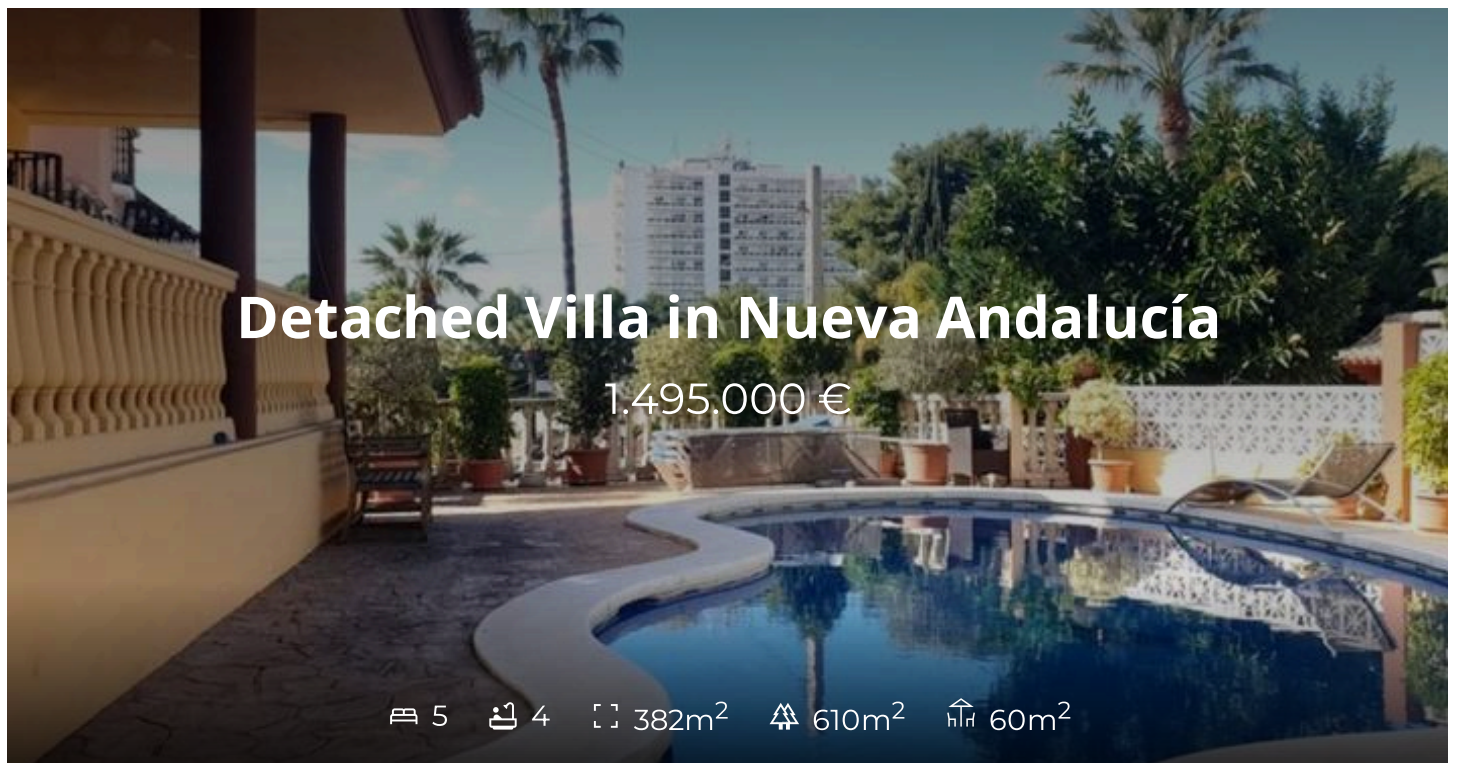 Detached Villa in Nueva Andalucía
1.495.000 €
5 4 382m² 610m² 60m²